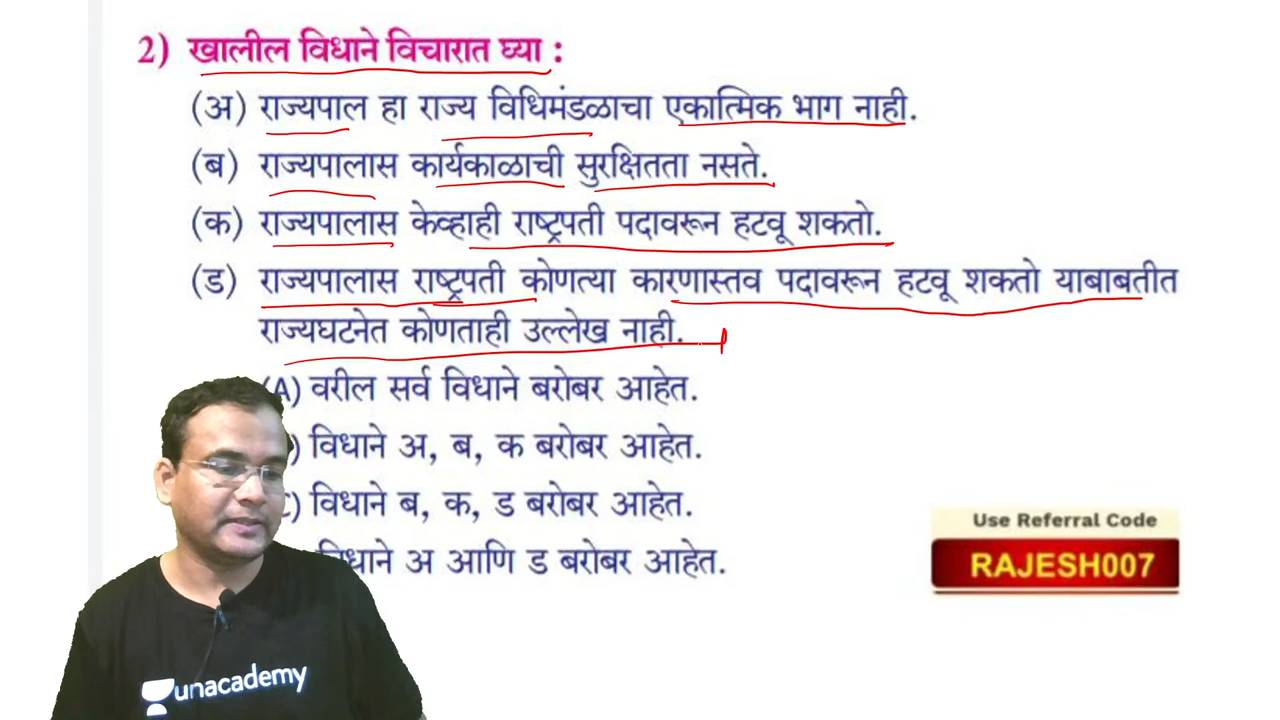 2) खालील विधाने विचारात घ्या :
(अ) राज्यपाल हा राज्य विधिमंडळाचा एकात्मिक भाग नाही.
(ब) राज्यपालास कार्यकाळाची सुरक्षितता नसते.
(क) राज्यपालास केव्हाही राष्ट्रपती पदावरून हटवू शकतो.
(ड) राज्यपालास राष्ट्रपती कोणत्या कारणास्तव पदावरून हटवू शकतो याबाबतीत
राज्यघटनेत कोणताही उल्लेख नाही.
(A) वरील सर्व विधाने बरोबर आहेत.
) विधाने अ, ब, क बरोबर आहेत.
C) विधाने ब, क, ड बरोबर आहेत.
विधाने अ आणि ड बरोबर आहेत.
Use Referral Code
RAJESH007
unacademy